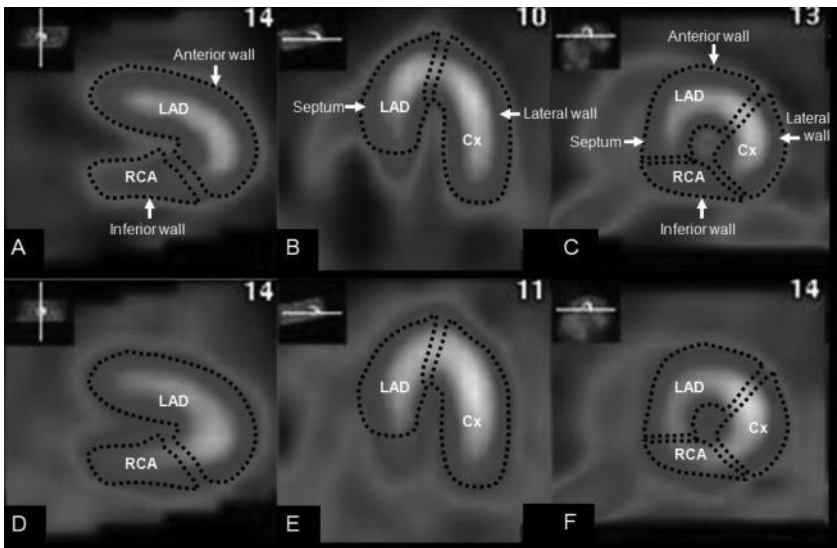 14
Anterior wall
LAD
RCA
Inferior wall
A
10
Septum
LAD
Lateral wall
Cx
B
13
Anterior wall
LAD
Lateral
wall
Septum
Cx
RCA
Inferior wall
C
14
LAD
RCA
D
11
LAD
Cx
E
14
LAD
Cx
RCA
F